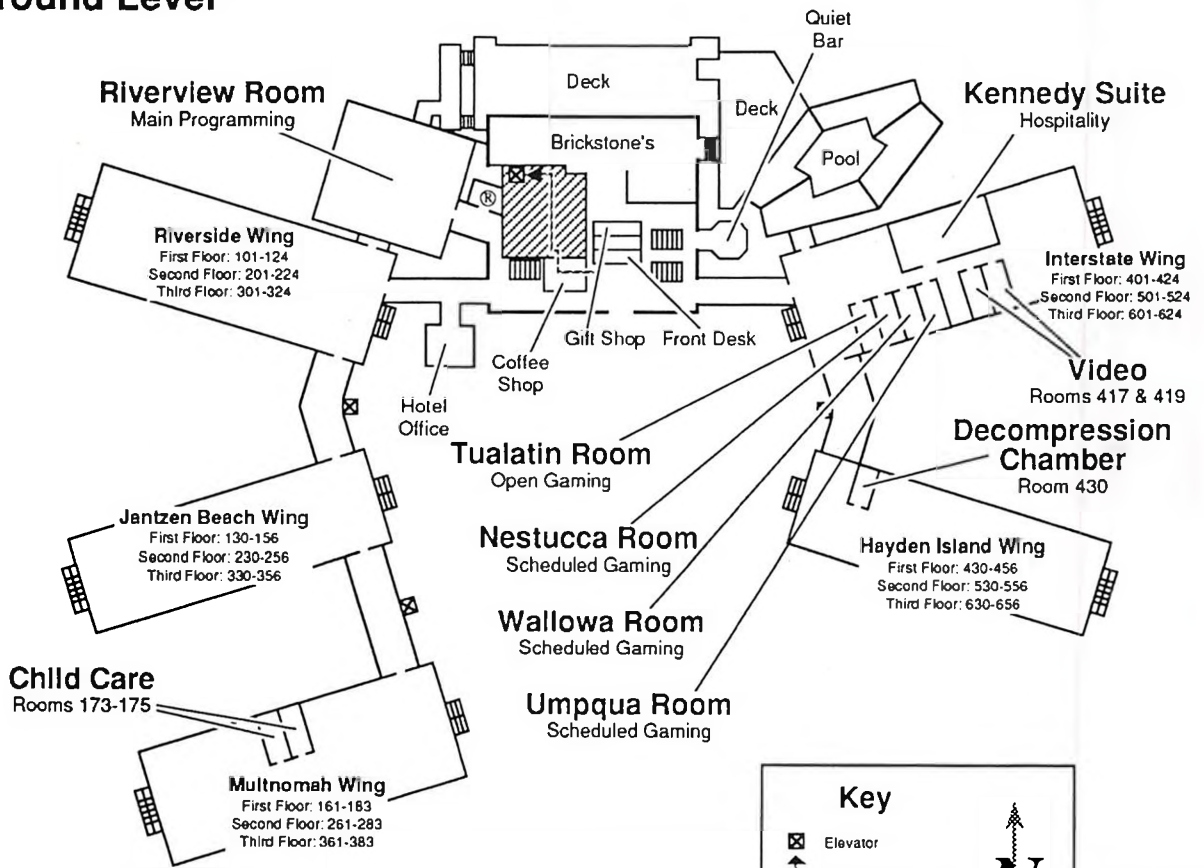 round Level
Quiet
Bar
Riverview Room
Main Programming
Deck
Deck
Kennedy Suite
Hospitality
Brickstone's
Pool
®
Riverside Wing
First Floor: 101-124
Second Floor: 201-224
Third Floor: 301-324
Interstate Wing
First Floor: 401-424
Second Floor: 501-524
Third Floor: 601-624
Gift Shop
Front Desk
Coffee
Shop
Hotel
Office
Video
Rooms 417 & 419
Tualatin Room
Open Gaming
Decompression
Chamber
Room 430
Jantzen Beach Wing
First Floor: 130-156
Second Floor: 230-256
Third Floor: 330-356
Nestucca Room
Scheduled Gaming
Hayden Island Wing
First Floor: 430-456
Second Floor: 530-556
Third Floor: 630-656
Wallowa Room
Scheduled Gaming
Child Care
Rooms 173-175
Umpqua Room
Scheduled Gaming
Multnomah Wing
First Floor: 161-183
Second Floor: 261-283
Third Floor: 361-383
Key
Elevator
N